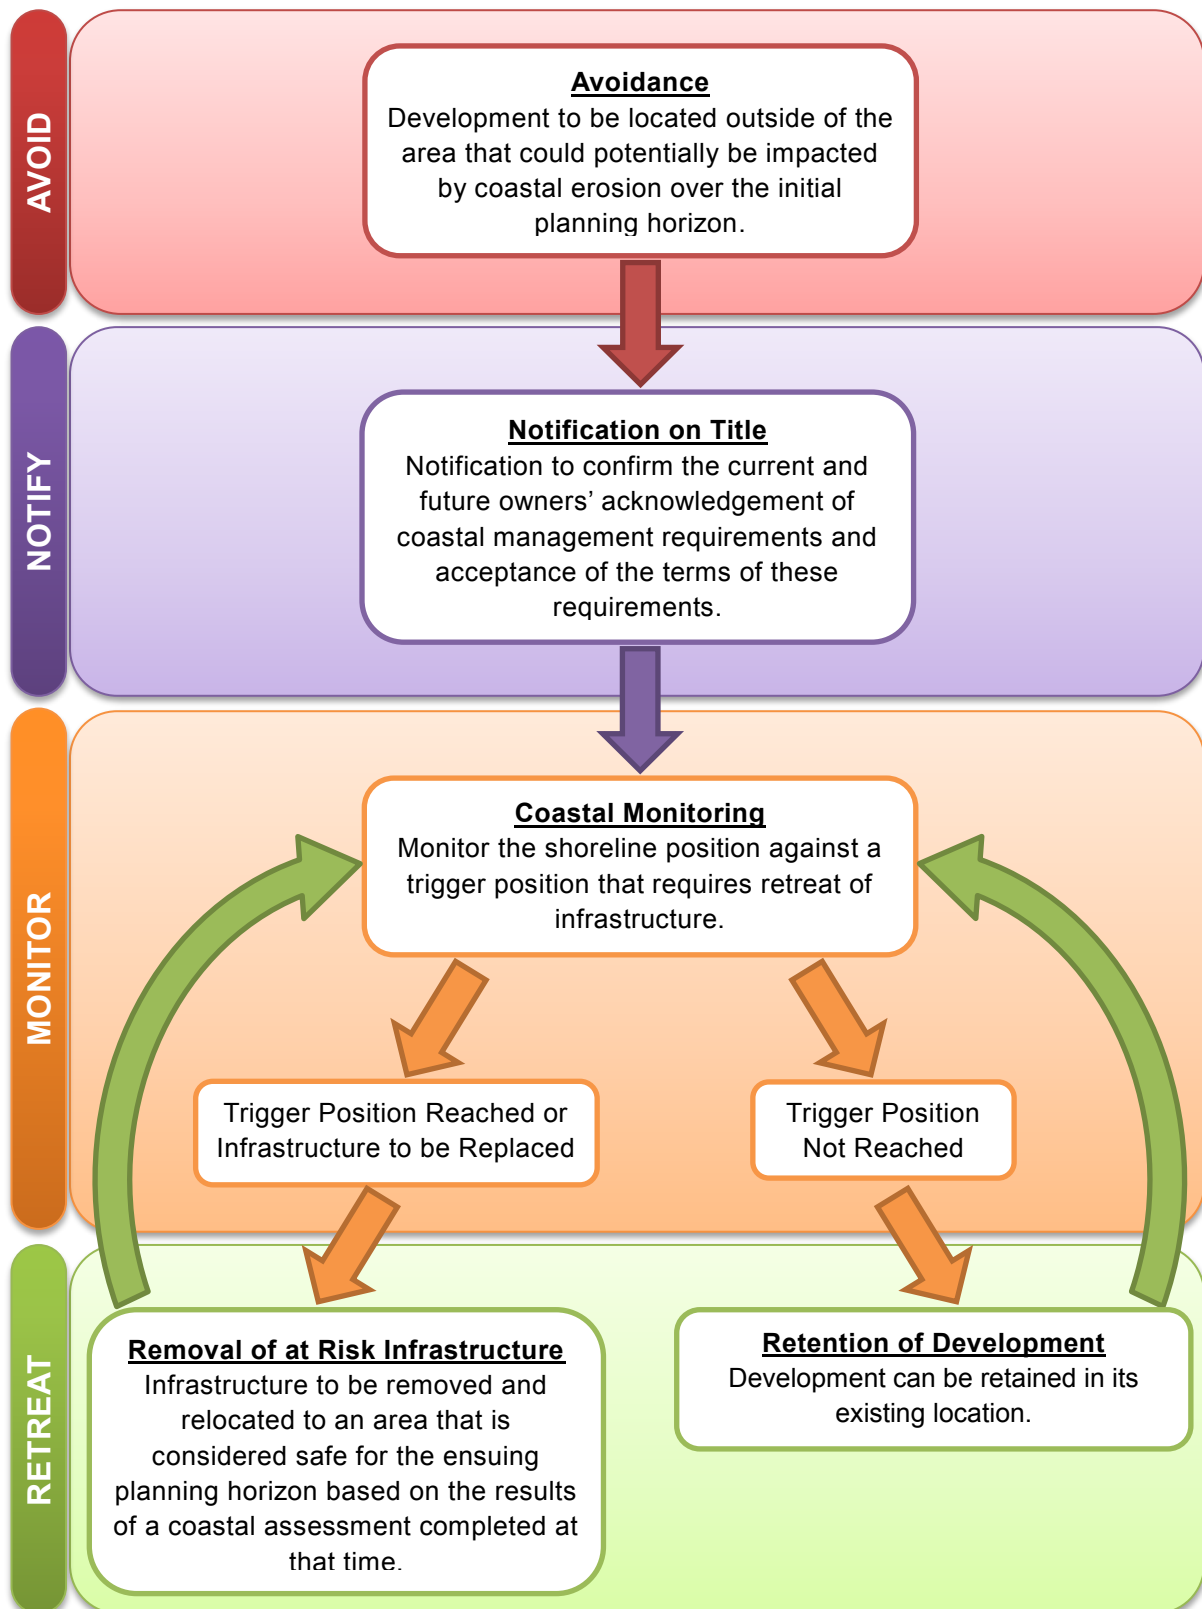 AVOID
Avoidance
Development to be located outside of the
area that could potentially be impacted
by coastal erosion over the initial
planning horizon.
NOTIFY
Notification on Title
Notification to confirm the current and
future owners’ acknowledgement of
coastal management requirements and
acceptance of the terms of these
requirements.
MONITOR
Coastal Monitoring
Monitor the shoreline position against a
trigger position that requires retreat of
infrastructure.
Trigger Position Reached or
Infrastructure to be Replaced
Trigger Position
Not Reached
RETREAT
Removal of at Risk Infrastructure
Infrastructure to be removed and
relocated to an area that is
considered safe for the ensuing
planning horizon based on the results
of a coastal assessment completed at
that time.
Retention of Development
Development can be retained in its
existing location.